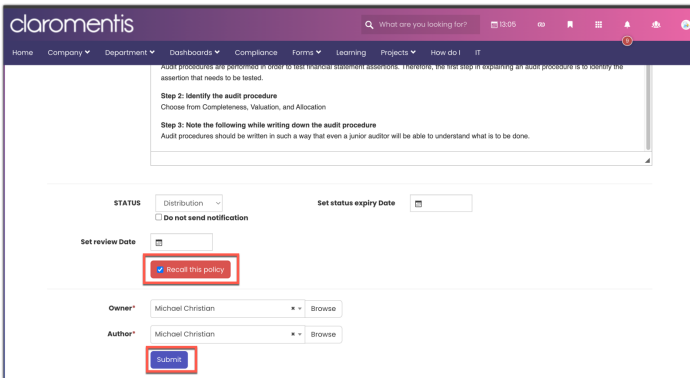 claromentis
What are you looking for?
13:05
9
Home Company Department Dashboards Compliance Forms Learning Projects How do I IT
Audit procedures are performed in order to test financial statement assertions. Therefore, the first step in explaining an audit procedure is to identify the
assertion that needs to be tested.
Step 2: Identify the audit procedure
Choose from Completeness, Valuation, and Allocation
Step 3: Note the following while writing down the audit procedure
Audit procedures should be written in such a way that even a junior auditor will be able to understand what is to be done.
STATUS Distribution Set status expiry Date
Do not send notification
Set review Date
Recall this policy
Owner* Michael Christian × Browse
Author* Michael Christian × Browse
Submit